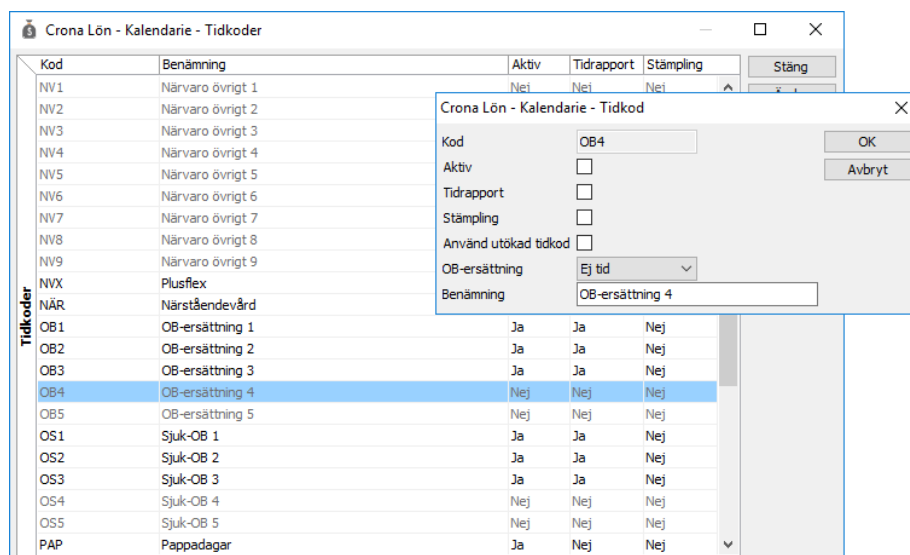 Crona Lön - Kalendarie - Tidkoder
Kod Benämning Aktiv Tidrapport Stämpling
Stäng
NV1 Närvaro övrigt 1 Nej Nej Nej
NV2 Närvaro övrigt 2
NV3 Närvaro övrigt 3
NV4 Närvaro övrigt 4
NV5 Närvaro övrigt 5
NV6 Närvaro övrigt 6
NV7 Närvaro övrigt 7
NV8 Närvaro övrigt 8
NV9 Närvaro övrigt 9
NVX Plusflex
NÄR Närståendevård
OB1 OB-ersättning 1 Ja Ja Nej
OB2 OB-ersättning 2 Ja Ja Nej
OB3 OB-ersättning 3 Ja Ja Nej
OB4 OB-ersättning 4 Nej Nej Nej
OB5 OB-ersättning 5 Nej Nej Nej
OS1 Sjuk-OB 1 Ja Ja Nej
OS2 Sjuk-OB 2 Ja Ja Nej
OS3 Sjuk-OB 3 Ja Ja Nej
OS4 Sjuk-OB 4 Nej Nej Nej
OS5 Sjuk-OB 5 Nej Nej Nej
PAP Pappadagar Ja Nej Nej
Tidkoder
Crona Lön - Kalendarie - Tidkod
Kod OB4
OK
Aktiv
Avbryt
Tidrapport
Stämpling
Använd utökad tidkod
OB-ersättning Ej tid
Benämning OB-ersättning 4